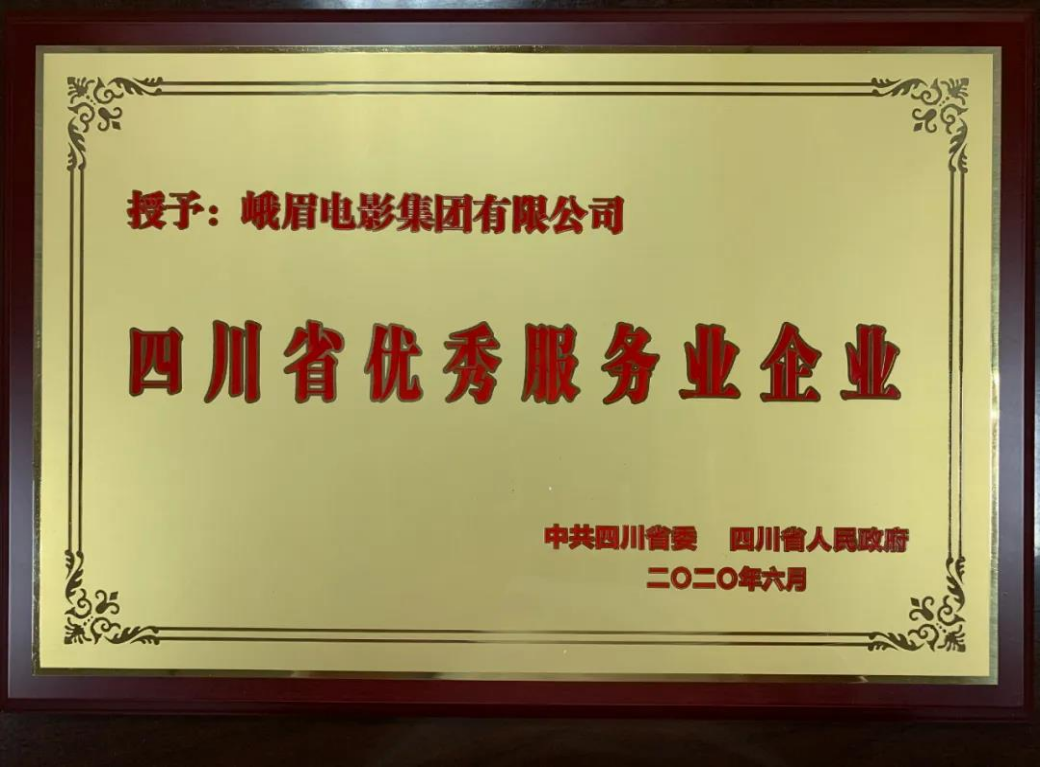 授予：峨眉电影集团有限公司
四川省优秀服务业企业
中共四川省委 四川省人民政府
二〇二〇年六月